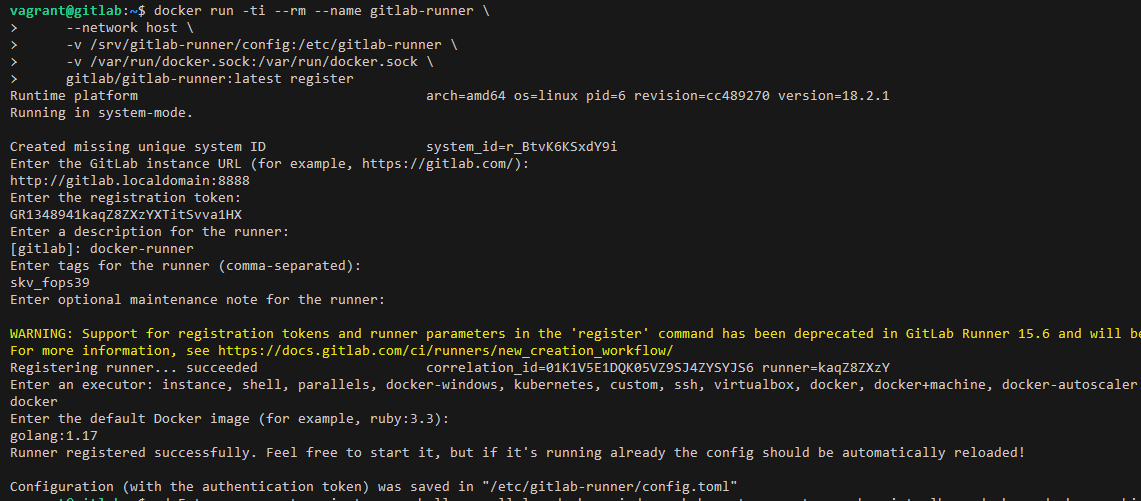 vagrant@gitlab:~$ docker run -ti --rm --name gitlab-runner \
>      --network host \
>      -v /srv/gitlab-runner/config:/etc/gitlab-runner \
>      -v /var/run/docker.sock:/var/run/docker.sock \
>      gitlab/gitlab-runner:latest register
Runtime platform                                    arch=amd64 os=linux pid=6 revision=cc489270 version=18.2.1
Running in system-mode.

Created missing unique system ID                    system_id=r_BtvK6KSxdY9i
Enter the GitLab instance URL (for example, https://gitlab.com/):
http://gitlab.localdomain:8888
Enter the registration token:
GR1348941kaqZ8ZXzYXTitSvva1HX
Enter a description for the runner:
[gitlab]: docker-runner
Enter tags for the runner (comma-separated):
skv_fops39
Enter optional maintenance note for the runner:

WARNING: Support for registration tokens and runner parameters in the 'register' command has been deprecated in GitLab Runner 15.6 and will be
For more information, see https://docs.gitlab.com/ci/runners/new_creation_workflow/
Registering runner... succeeded                     correlation_id=01K1V5E1DQK05VZ9SJ4ZYSYJS6 runner=kaqZ8ZXzY
Enter an executor: instance, shell, parallels, docker-windows, kubernetes, custom, ssh, virtualbox, docker, docker+machine, docker-autoscaler
docker
Enter the default Docker image (for example, ruby:3.3):
golang:1.17
Runner registered successfully. Feel free to start it, but if it's running already the config should be automatically reloaded!

Configuration (with the authentication token) was saved in "/etc/gitlab-runner/config.toml"